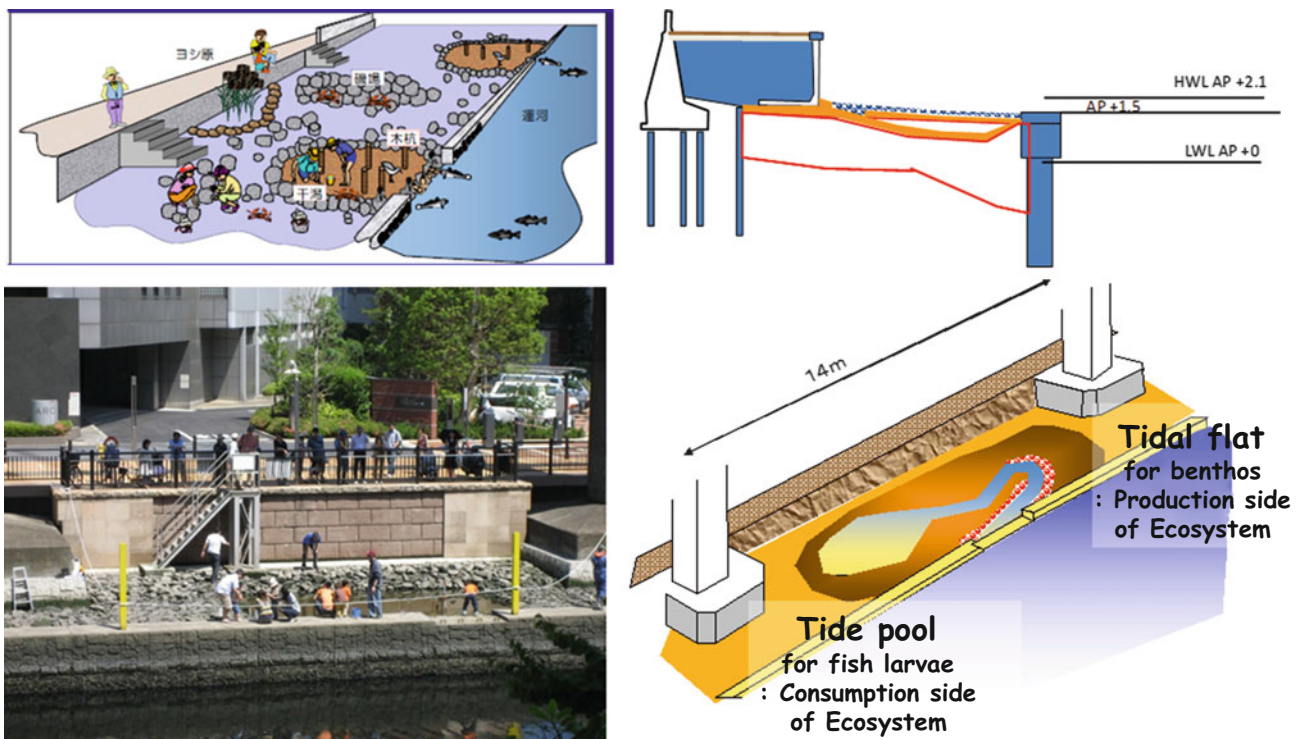 ヨシ原
磯場
運河
木杭
干潟
HWL AP +2.1
AP +1.5
LWL AP +0
ARC
14m
Tidal flat
for benthos
: Production side
of Ecosystem
Tide pool
for fish larvae
: Consumption side
of Ecosystem